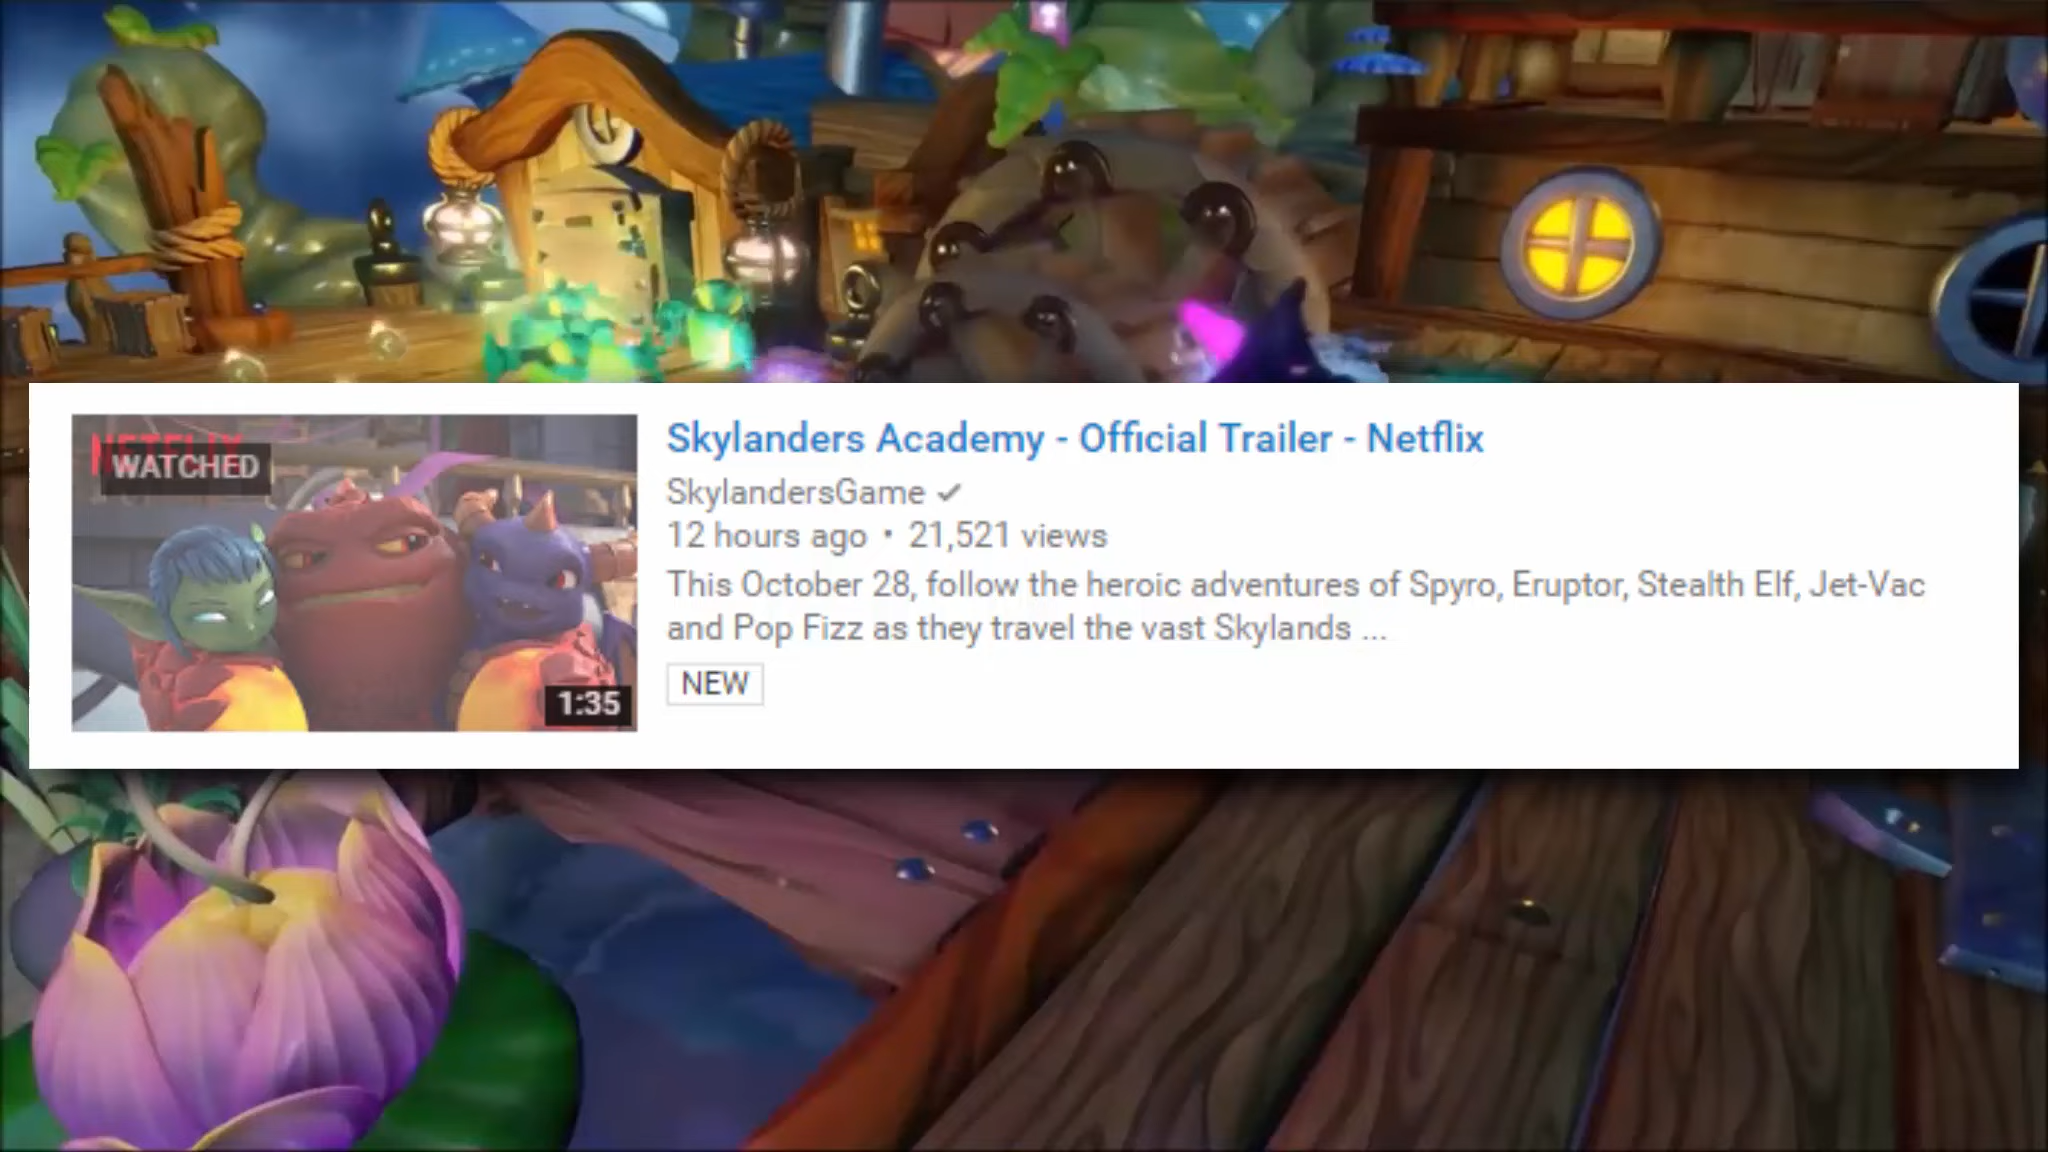 NETFLIX
WATCHED
1:35
Skylanders Academy - Official Trailer - Netflix
SkylandersGame ✓
12 hours ago • 21,521 views
This October 28, follow the heroic adventures of Spyro, Eruptor, Stealth Elf, Jet-Vac
and Pop Fizz as they travel the vast Skylands ...
NEW